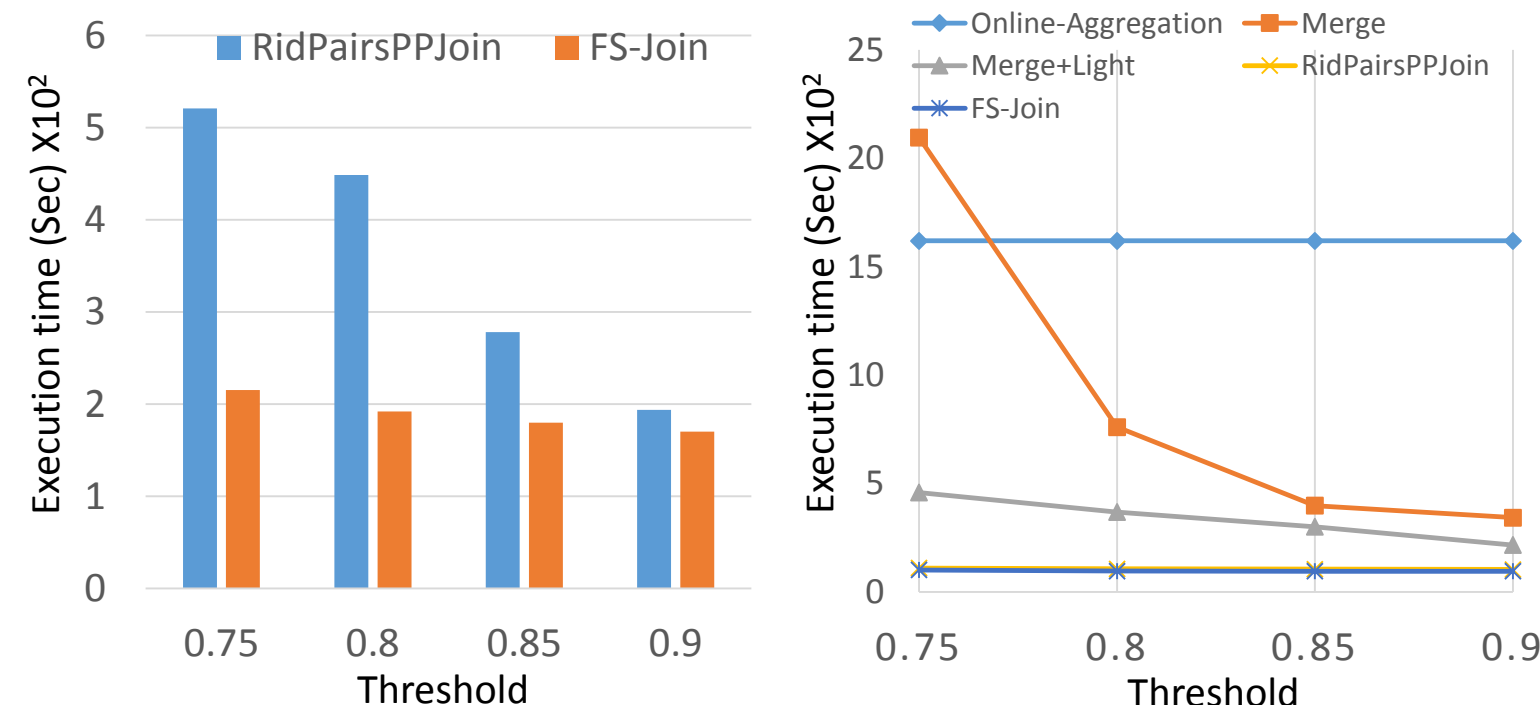 RidPairsPPJoin FS-Join
Execution time (Sec) X10²
6
5
4
3
2
1
0
0.75 0.8 0.85 0.9
Threshold
Online-Aggregation Merge
Merge+Light RidPairsPPJoin
FS-Join
Execution time (Sec) X10²
25
20
15
10
5
0
0.75 0.8 0.85 0.9
Threshold